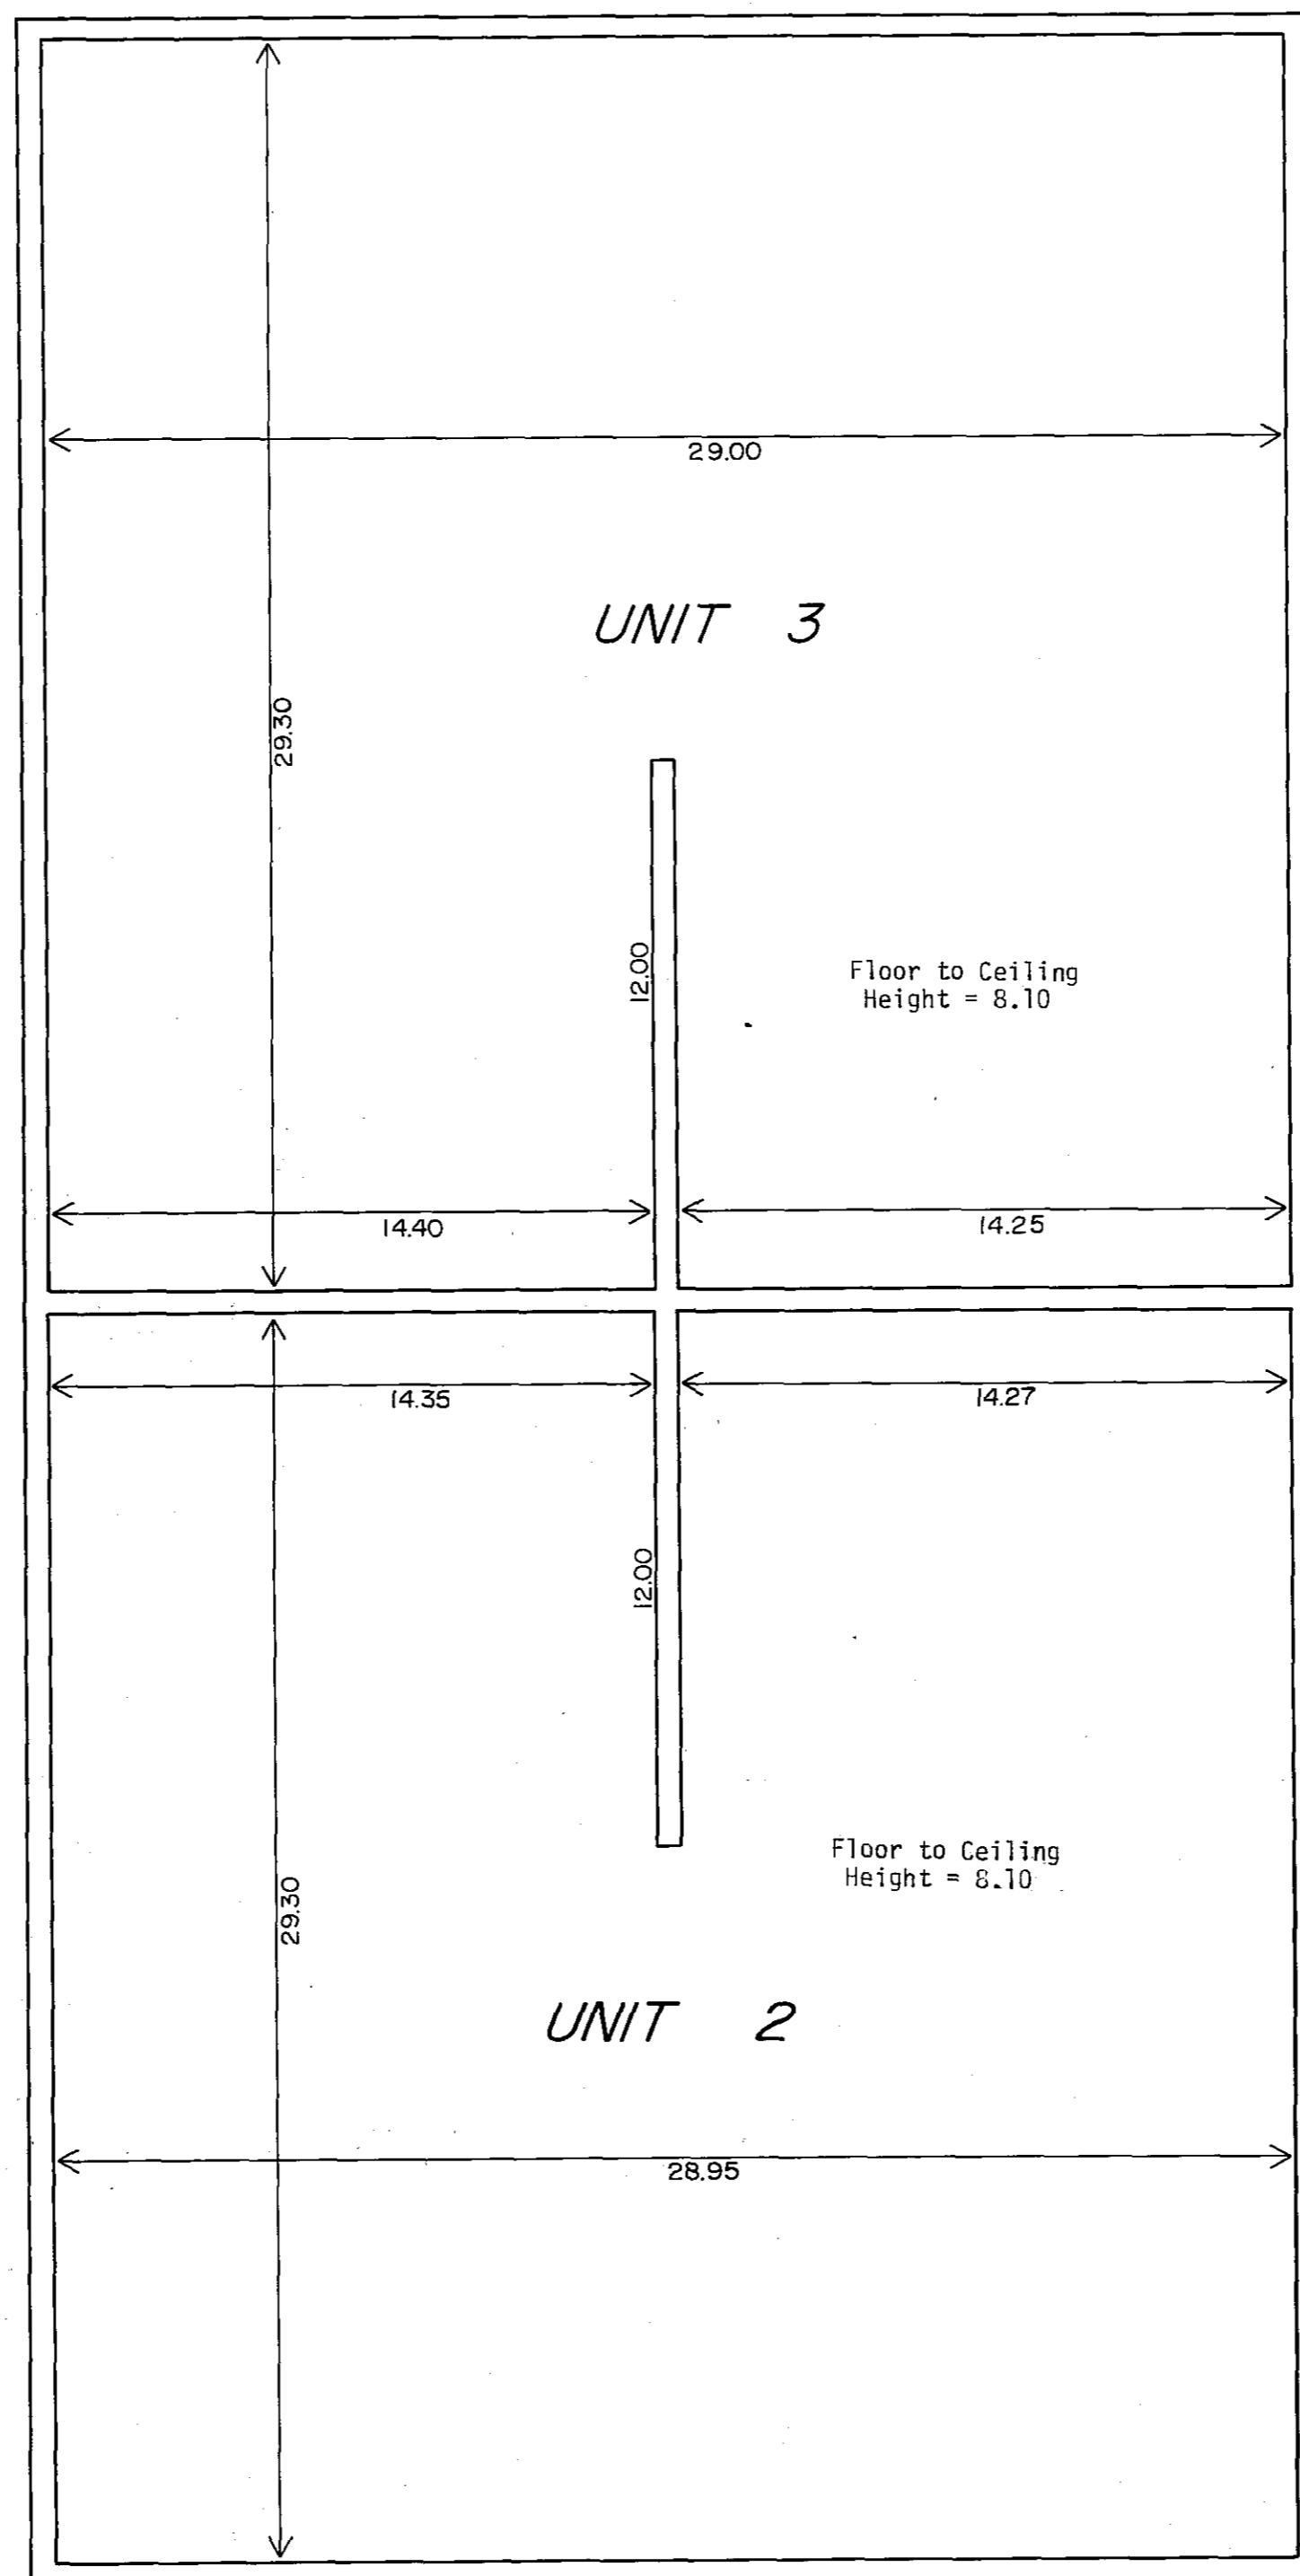 29.00
UNIT 3
29.30
12.00
Floor to Ceiling
Height = 8.10
14.40
14.25
14.35
14.27
12.00
Floor to Ceiling
Height = 8.10
29.30
UNIT 2
28.95